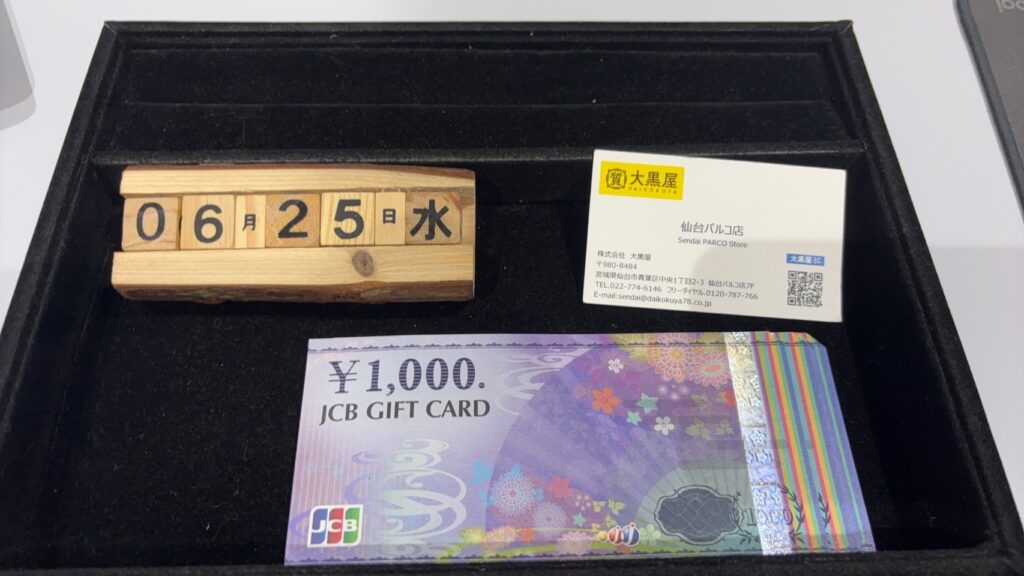 06月25日水
質 大黒屋
DAIKOKUYA
仙台パルコ店
Sendai PARCO Store
株式会社 大黒屋
〒980-8484
宮城県仙台市青葉区中央1丁目2-3 仙台パルコ店7F
TEL.022-774-6146 フリーダイヤル.0120-787-766
E-mail:sendai@daikokuya78.co.jp
大黒屋 EC
¥1,000.
JCB GIFT CARD
JCB
1000